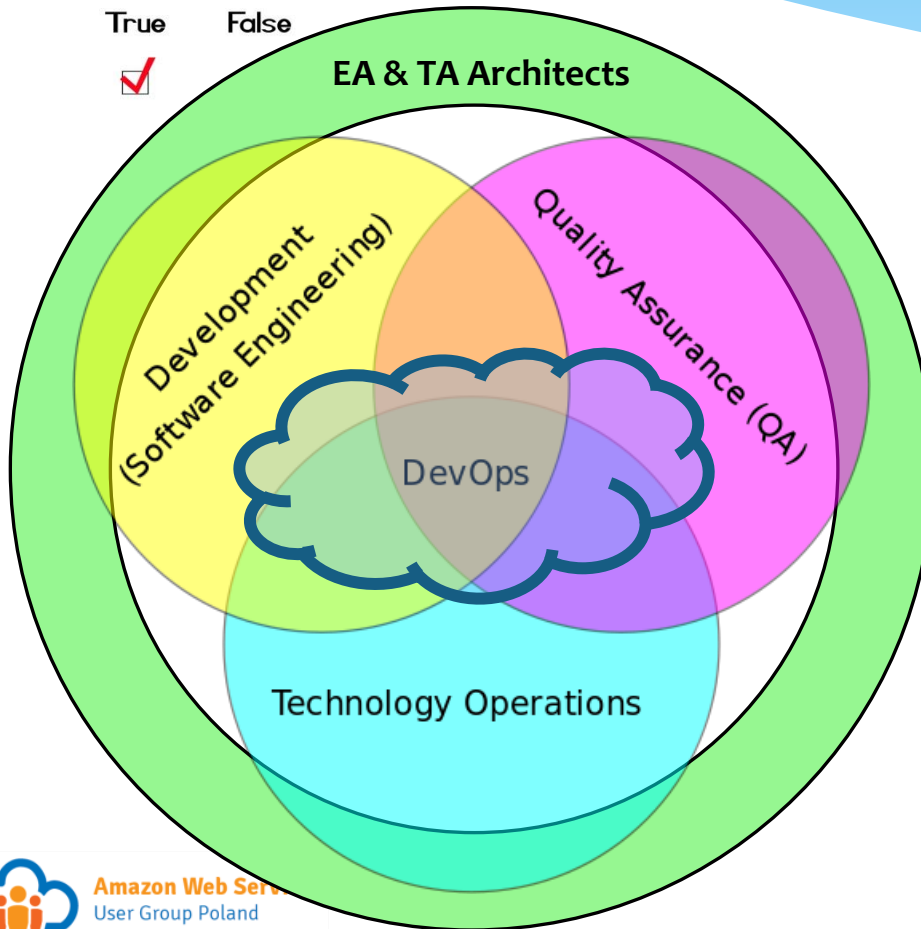 True False
EA & TA Architects
Development
(Software Engineering)
Quality Assurance (QA)
DevOps
Technology Operations
Amazon Web
User Group Poland